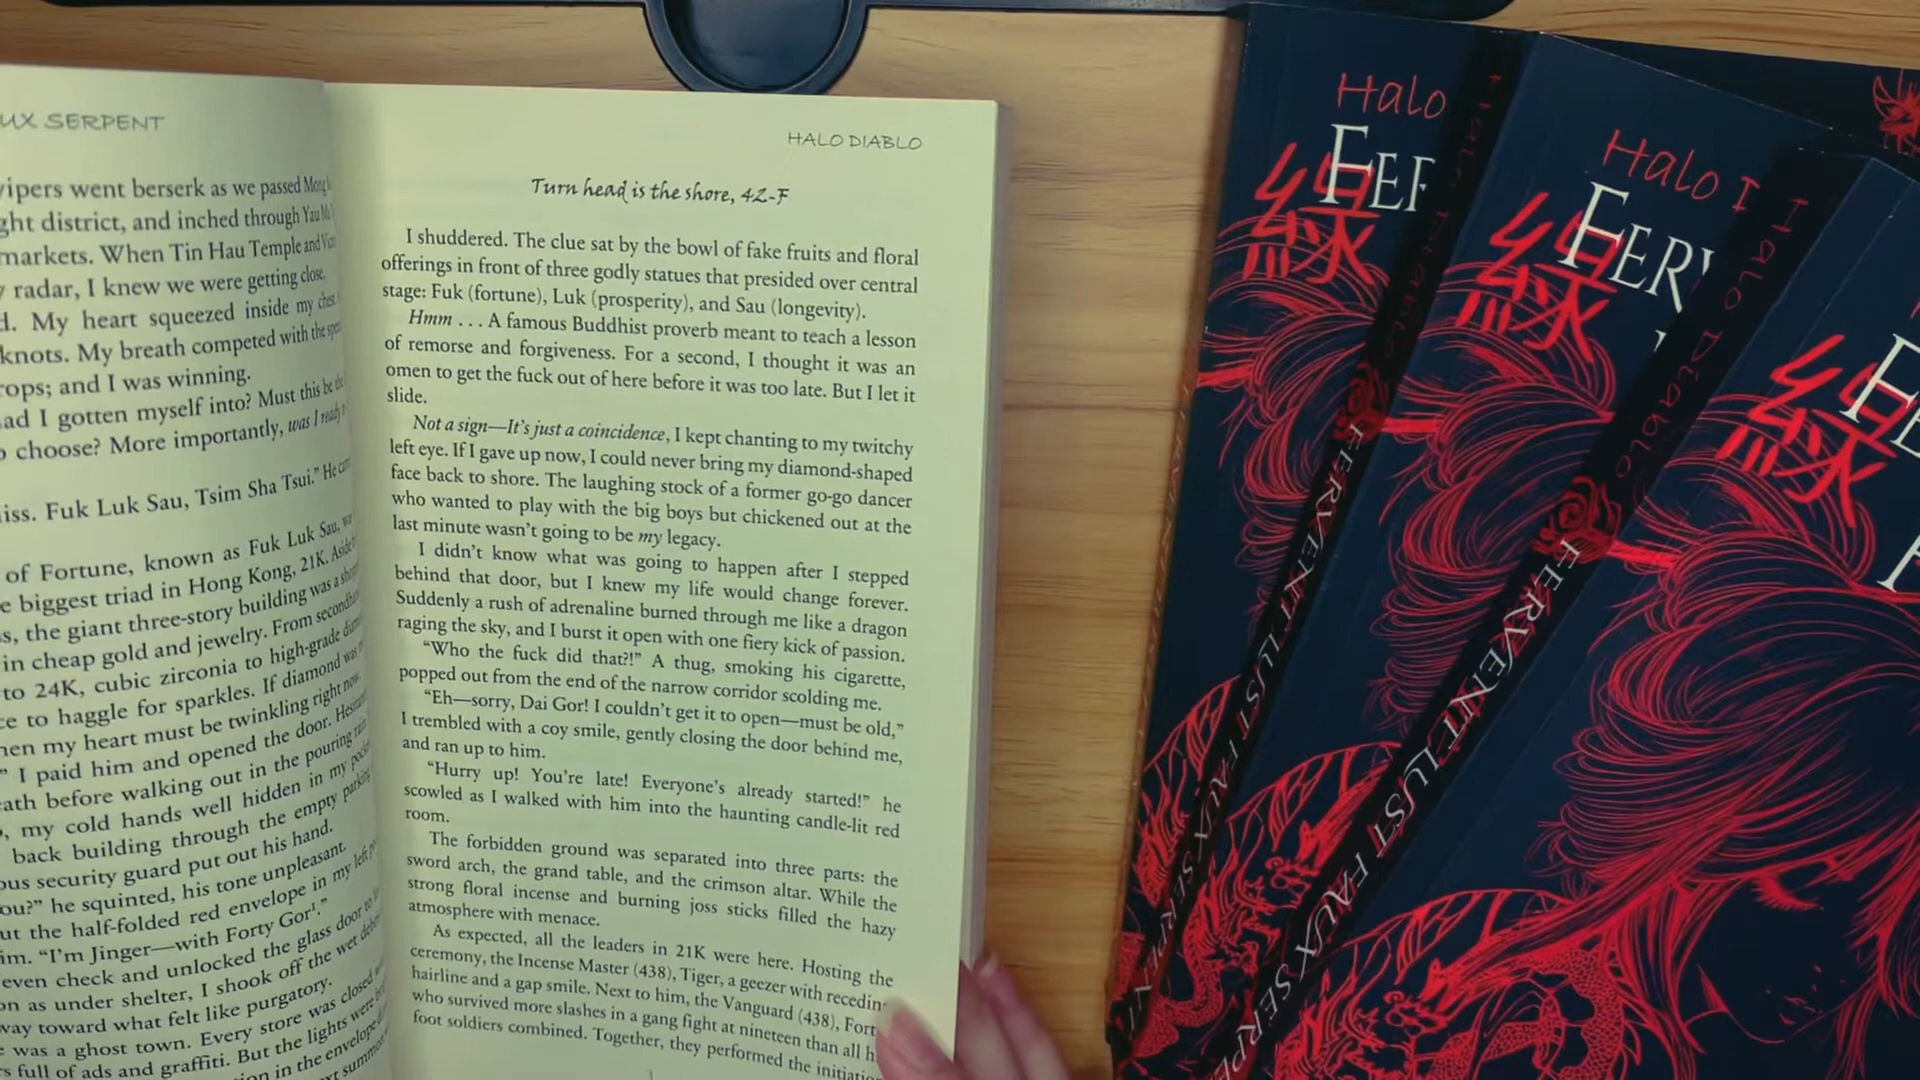 UX SERPENT
vipers went berserk as we passed Mong
ght district, and inched through Yau Ma
markets. When Tin Hau Temple and
y radar, I knew we were getting close.
d. My heart squeezed inside my chest.
knots. My breath competed with the
rops; and I was winning.
ad I gotten myself into? Must this be the
o choose? More importantly, was I ready
iss. Fuk Luk Sau, Tsim Sha Tsui.” He
of Fortune, known as Fuk Luk Sau,
e biggest triad in Hong Kong, 21K. Aside
s, the giant three-story building was a
in cheap gold and jewelry. From secondhand
to 24K, cubic zirconia to high-grade
ce to haggle for sparkles. If diamond was
hen my heart must be twinkling right now.
” I paid him and opened the door.
ath before walking out in the pouring rain.
, my cold hands well hidden in my
back building through the empty parking
ous security guard put out his hand.
ou?” he squinted, his tone unpleasant.
ut the half-folded red envelope in my left
im. “I’m Jinger—with Forty Gor!.”
even check and unlocked the glass door to
on as under shelter, I shook off the wet
way toward what felt like purgatory.
was a ghost town. Every store was closed
s full of ads and graffiti. But the lights were
tion in the envelope
xt
HALO DIABLO
Turn head is the shore, 42-F
I shuddered. The clue sat by the bowl of fake fruits and floral
offerings in front of three godly statues that presided over central
stage: Fuk (fortune), Luk (prosperity), and Sau (longevity).
Hmm . . . A famous Buddhist proverb meant to teach a lesson
of remorse and forgiveness. For a second, I thought it was an
omen to get the fuck out of here before it was too late. But I let it
slide.
Not a sign—It’s just a coincidence, I kept chanting to my twitchy
left eye. If I gave up now, I could never bring my diamond-shaped
face back to shore. The laughing stock of a former go-go dancer
who wanted to play with the big boys but chickened out at the
last minute wasn’t going to be my legacy.
I didn’t know what was going to happen after I stepped
behind that door, but I knew my life would change forever.
Suddenly a rush of adrenaline burned through me like a dragon
raging the sky, and I burst it open with one fiery kick of passion.
“Who the fuck did that?!” A thug, smoking his cigarette,
popped out from the end of the narrow corridor scolding me.
“Eh—sorry, Dai Gor! I couldn’t get it to open—must be old,”
I trembled with a coy smile, gently closing the door behind me,
and ran up to him.
“Hurry up! You’re late! Everyone’s already started!” he
scowled as I walked with him into the haunting candle-lit red
room.
The forbidden ground was separated into three parts: the
sword arch, the grand table, and the crimson altar. While the
strong floral incense and burning joss sticks filled the hazy
atmosphere with menace.
As expected, all the leaders in 21K were here. Hosting the
ceremony, the Incense Master (438), Tiger, a geezer with recedin
hairline and a gap smile. Next to him, the Vanguard (438), Fort
who survived more slashes in a gang fight at nineteen than all h
foot soldiers combined. Together, they performed the initiatio
Halo
FER
緣
Halo Diablo
FERVENT LUST FAUX SERPENT
Halo D
FERV
緣
Halo Diablo
FERVENT LUST FAUX SERPE
緣